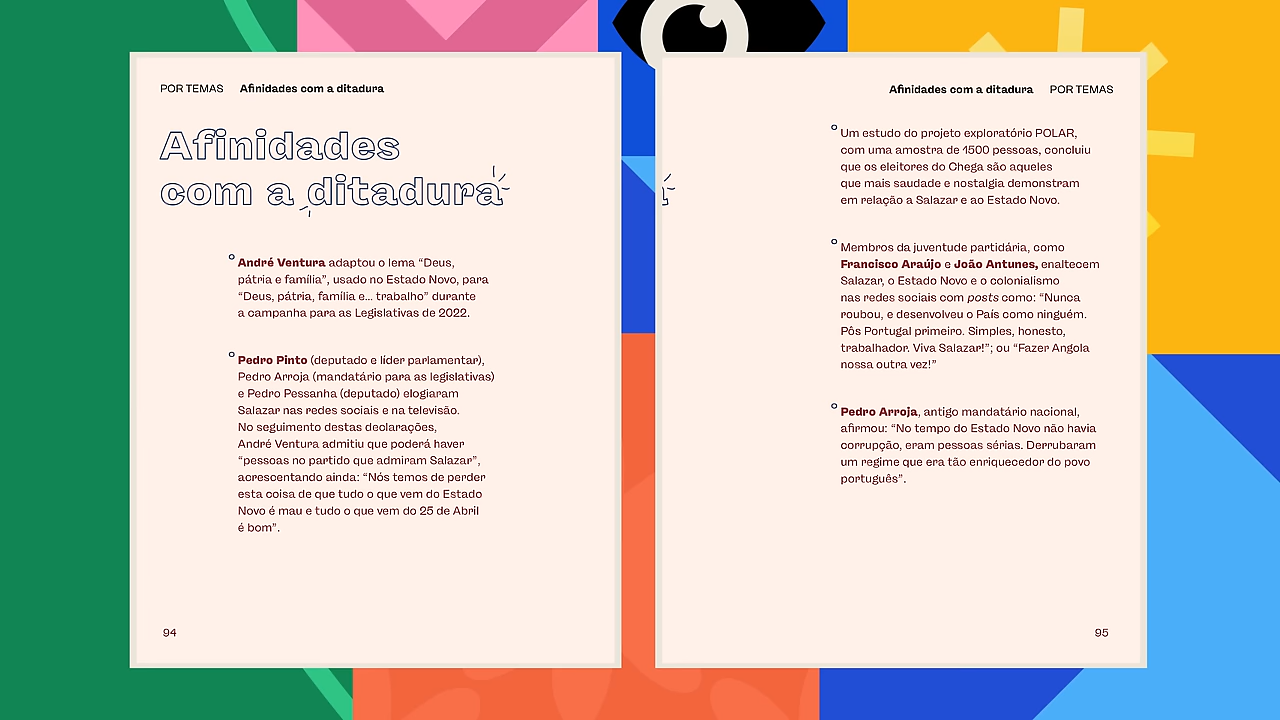 POR TEMAS Afinidades com a ditadura
Afinidades
com a ditadura
André Ventura adaptou o lema “Deus,
pátria e família”, usado no Estado Novo, para
“Deus, pátria, família e... trabalho” durante
a campanha para as Legislativas de 2022.
Pedro Pinto (deputado e líder parlamentar),
Pedro Arroja (mandatário para as legislativas)
e Pedro Pessanha (deputado) elogiaram
Salazar nas redes sociais e na televisão.
No seguimento destas declarações,
André Ventura admitiu que poderá haver
“pessoas no partido que admiram Salazar”,
acrescentando ainda: “Nós temos de perder
esta coisa de que tudo o que vem do Estado
Novo é mau e tudo o que vem do 25 de Abril
é bom”.
94
Afinidades com a ditadura POR TEMAS
Um estudo do projeto exploratório POLAR,
com uma amostra de 1500 pessoas, concluiu
que os eleitores do Chega são aqueles
que mais saudade e nostalgia demonstram
em relação a Salazar e ao Estado Novo.
Membros da juventude partidária, como
Francisco Araújo e João Antunes, enaltecem
Salazar, o Estado Novo e o colonialismo
nas redes sociais com posts como: “Nunca
roubou, e desenvolveu o País como ninguém.
Pôs Portugal primeiro. Simples, honesto,
trabalhador. Viva Salazar!”; ou “Fazer Angola
nossa outra vez!”
Pedro Arroja, antigo mandatário nacional,
afirmou: “No tempo do Estado Novo não havia
corrupção, eram pessoas sérias. Derrubaram
um regime que era tão enriquecedor do povo
português”.
95